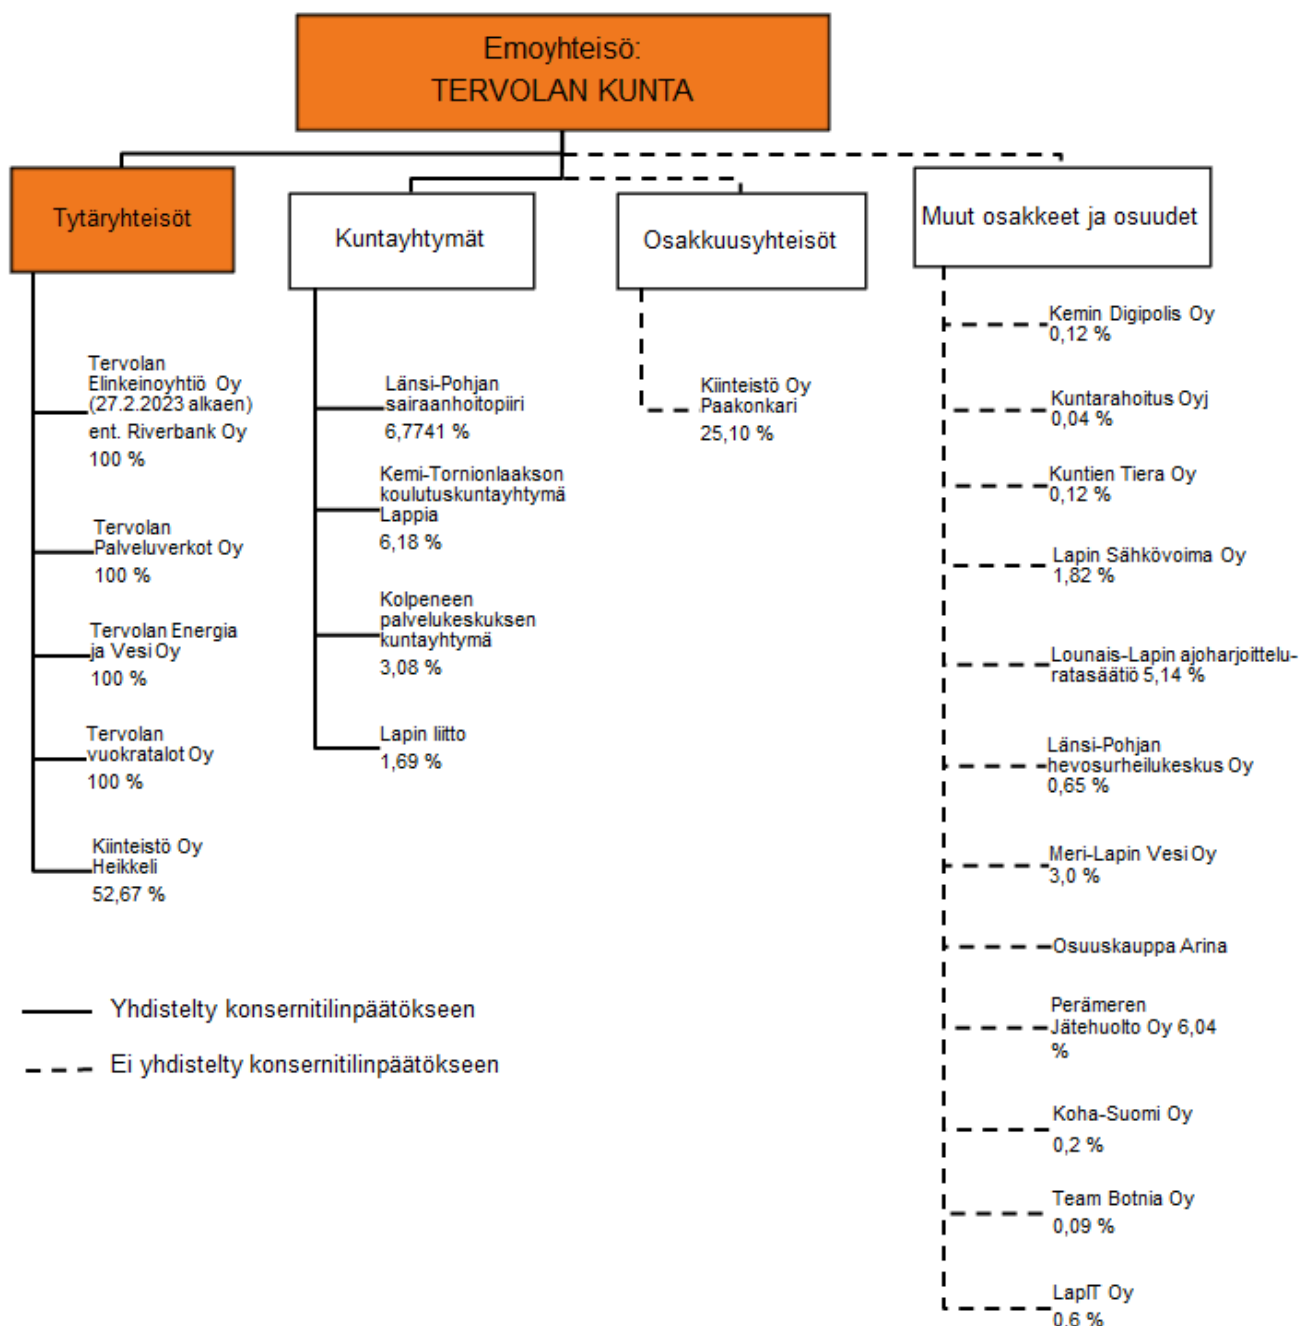 Emoyhteisö:
TERVOLAN KUNTA
Tytäryhteisöt
Kuntayhtymät
Osakkuusyhteisöt
Muut osakkeet ja osuudet
Tervolan
Elinkeinoyhtiö Oy
(27.2.2023 alkaen)
ent. Riverbank Oy
100 %
Tervolan
Palveluverkot Oy
100 %
Tervolan Energia
ja Vesi Oy
100 %
Tervolan
vuokratalot Oy
100 %
Kiinteistö Oy
Heikkeli
52,67 %
Länsi-Pohjan
sairaanhoitopiiri
6,7741 %
Kemi-Tornionlaakson
koulutuskuntayhtymä
Lappia
6,18 %
Kolpeneen
palvelukeskuksen
kuntayhtymä
3,08 %
Lapin liitto
1,69 %
Kiinteistö Oy
Paakonkari
25,10 %
Kemin Digipolis Oy
0,12 %
Kuntarahoitus Oyj
0,04 %
Kuntien Tiera Oy
0,12 %
Lapin Sähkövoima Oy
1,82 %
Lounais-Lapin ajoharjoittelu-
ratasäätiö 5,14 %
Länsi-Pohjan
hevosurheilukeskus Oy
0,65 %
Meri-Lapin Vesi Oy
3,0 %
Osuuskauppa Arina
Perämeren
Jätehuolto Oy 6,04
%
Koha-Suomi Oy
0,2 %
Team Botnia Oy
0,09 %
LapIT Oy
0,6 %
Yhdistelty konsernitilinpäätökseen
Ei yhdistelty konsernitilinpäätökseen